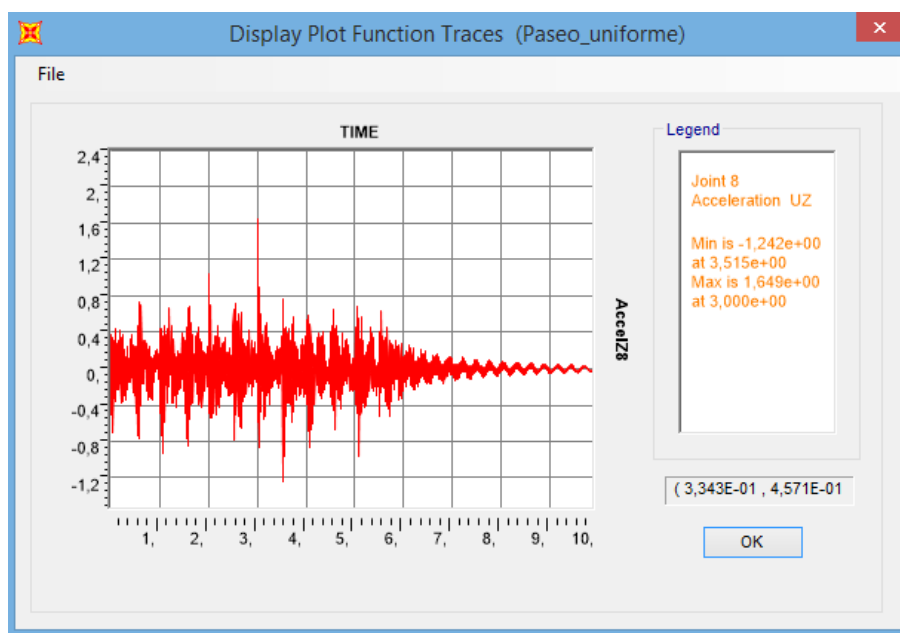 Display Plot Function Traces (Paseo_uniforme)
File
TIME
Legend
2,4
2,
1,6
1,2
0,8
0,4
0,
-0,4
-0,8
-1,2
Joint 8
Acceleration UZ
Min is -1,242e+00
at 3,515e+00
Max is 1,649e+00
at 3,000e+00
AccelZ8
( 3,343E-01 , 4,571E-01
1, 2, 3, 4, 5, 6, 7, 8, 9, 10,
OK